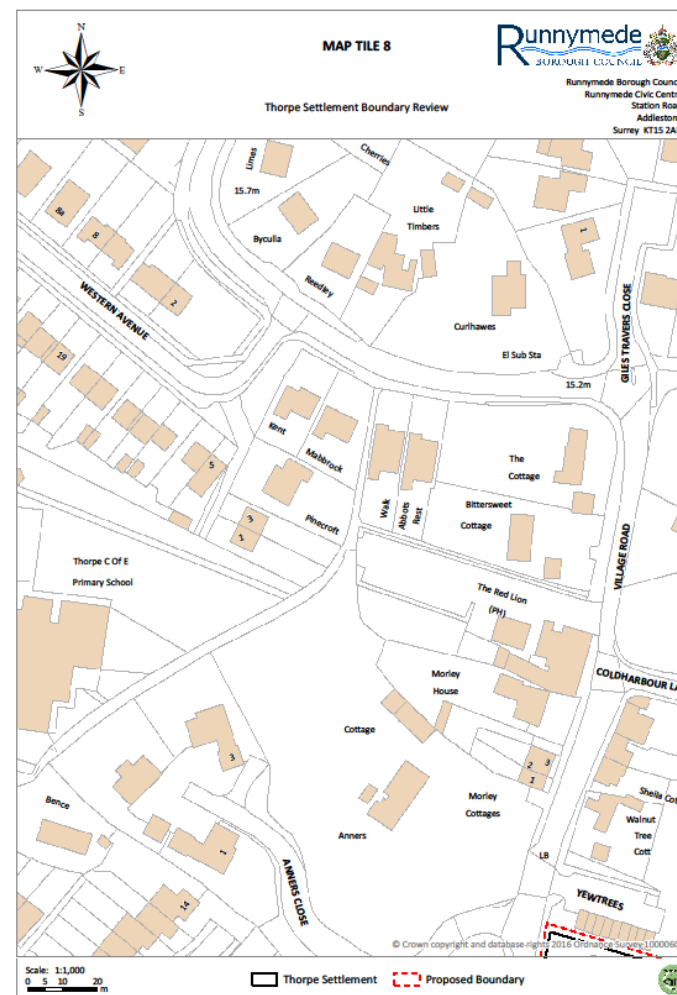 N
W E
S
MAP TILE 8
Thorpe Settlement Boundary Review
Runnymede
BOROUGH COUNCIL
Runnymede Borough Counc
Runnymede Civic Centr
Station Roa
Addleston
Surrey KT15 2A
Limes
Cherries
15.7m
8a
8
Little
Timbers
1
Byculia
Reedley
2
WESTERN AVENUE
Curlhawes
GILES TRAVERS CLOSE
El Sub Sta
15.2m
19
Kent
Mabbrock
The
Cottage
5
Walk
Abbots
Rest
Bittersweet
Cottage
Pinecroft
3
1
VILLAGE ROAD
Thorpe C Of E
Primary School
The Red Lion
(PH)
COLDHARBOUR LA
Morley
House
Cottage
3
2 3
1
Sheila Cot
Morley
Cottages
Walnut
Tree
Cott
Bence
Anners
1
LB
ANNERS CLOSE
14
YEWTREES
© Crown copyright and database rights 2016 Ordnance Survey 1000060
Scale: 1:1,000
0 5 10 20
m
Thorpe Settlement
Proposed Boundary